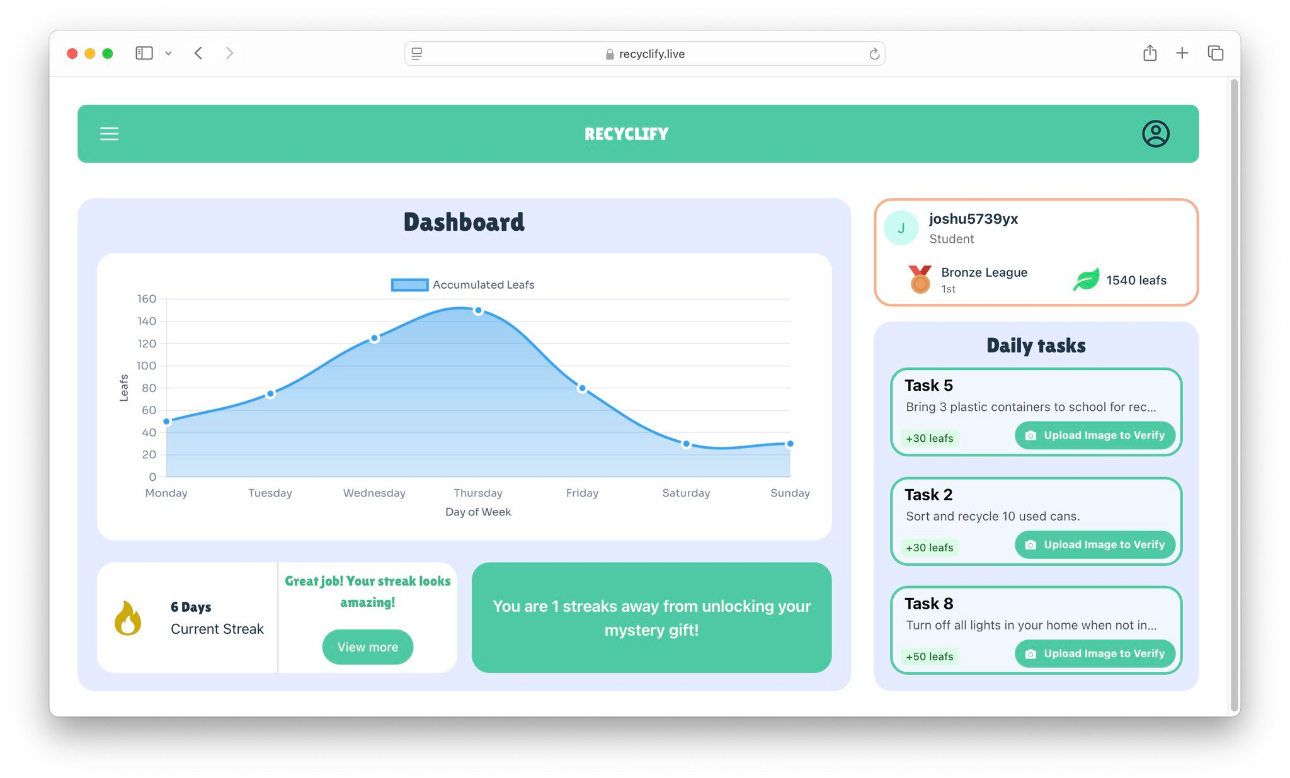 recyclify.live
RECYCLIFY
Dashboard
Accumulated Leafs
160
140
120
100
80
60
40
20
0
Leafs
Monday Tuesday Wednesday Thursday Friday Saturday Sunday
Day of Week
6 Days
Current Streak
Great job! Your streak looks
amazing!
View more
You are 1 streaks away from unlocking your
mystery gift!
J
joshu5739yx
Student
Bronze League
1st
1540 leafs
Daily tasks
Task 5
Bring 3 plastic containers to school for rec...
+30 leafs
Upload Image to Verify
Task 2
Sort and recycle 10 used cans.
+30 leafs
Upload Image to Verify
Task 8
Turn off all lights in your home when not in...
+50 leafs
Upload Image to Verify